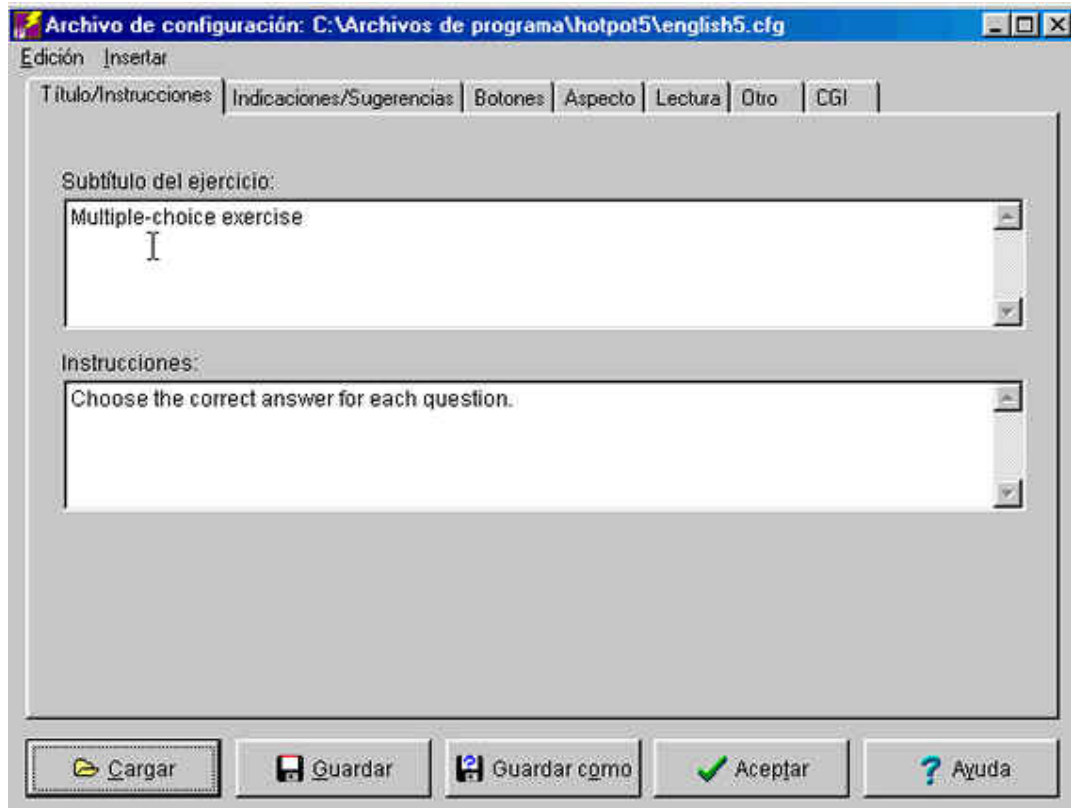 Archivo de configuración: C:\Archivos de programa\hotpot5\english5.cfg
Edición Insertar
Título/Instrucciones Indicaciones/Sugerencias Botones Aspecto Lectura Otro CGI
Subtítulo del ejercicio:
Multiple-choice exercise
Instrucciones:
Choose the correct answer for each question.
Cargar Guardar Guardar como Aceptar Ayuda